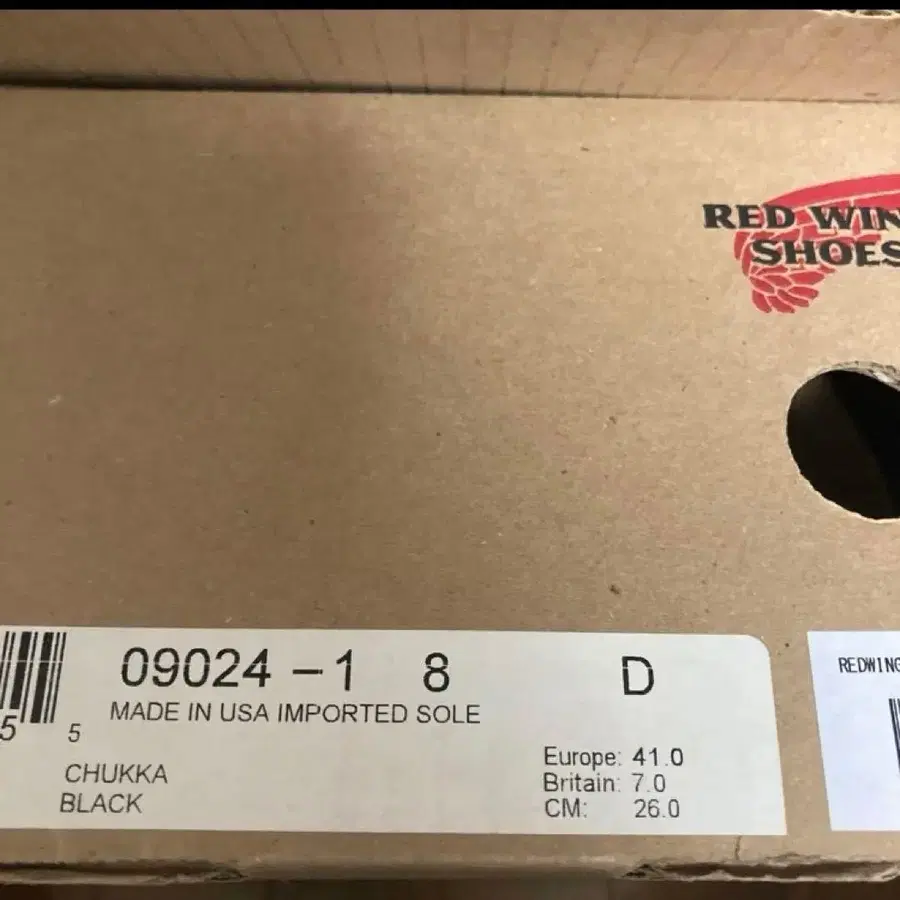 RED WIN
SHOES
09024 – 1 8 D
MADE IN USA IMPORTED SOLE
5 5
CHUKKA
BLACK
Europe: 41.0
Britain: 7.0
CM: 26.0
REDWING